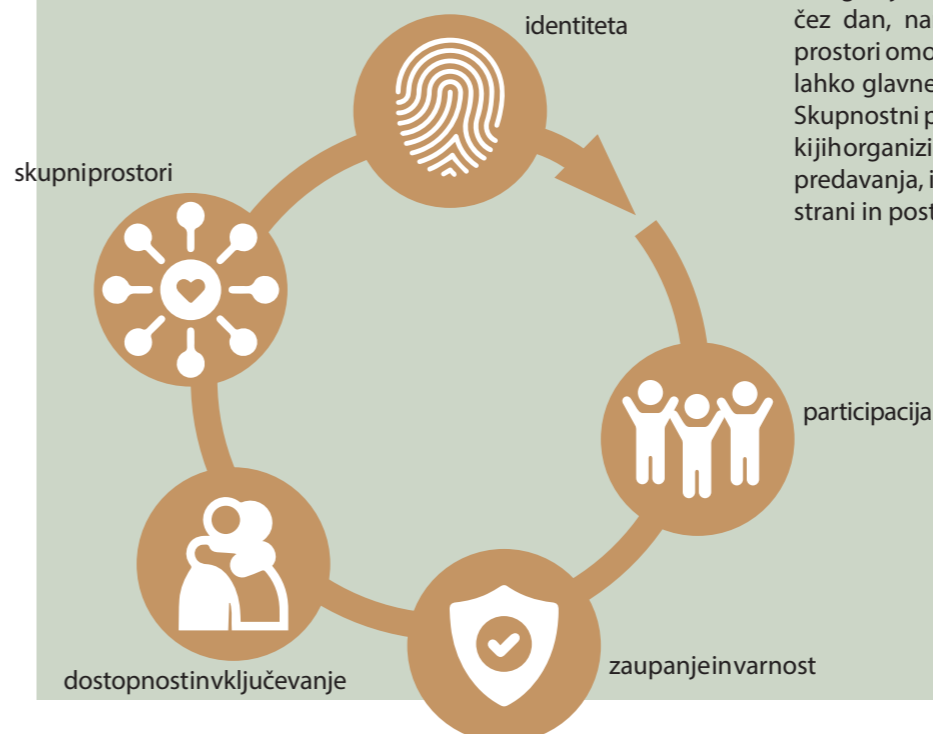 identiteta
skupniprostori
participacija
zaupanjeinvarnost
dostopnostinvključevanje
čez dan, na
prostori omo
lahko glavne
Skupnostni p
kijihorganizi
predavanja, i
strani in post